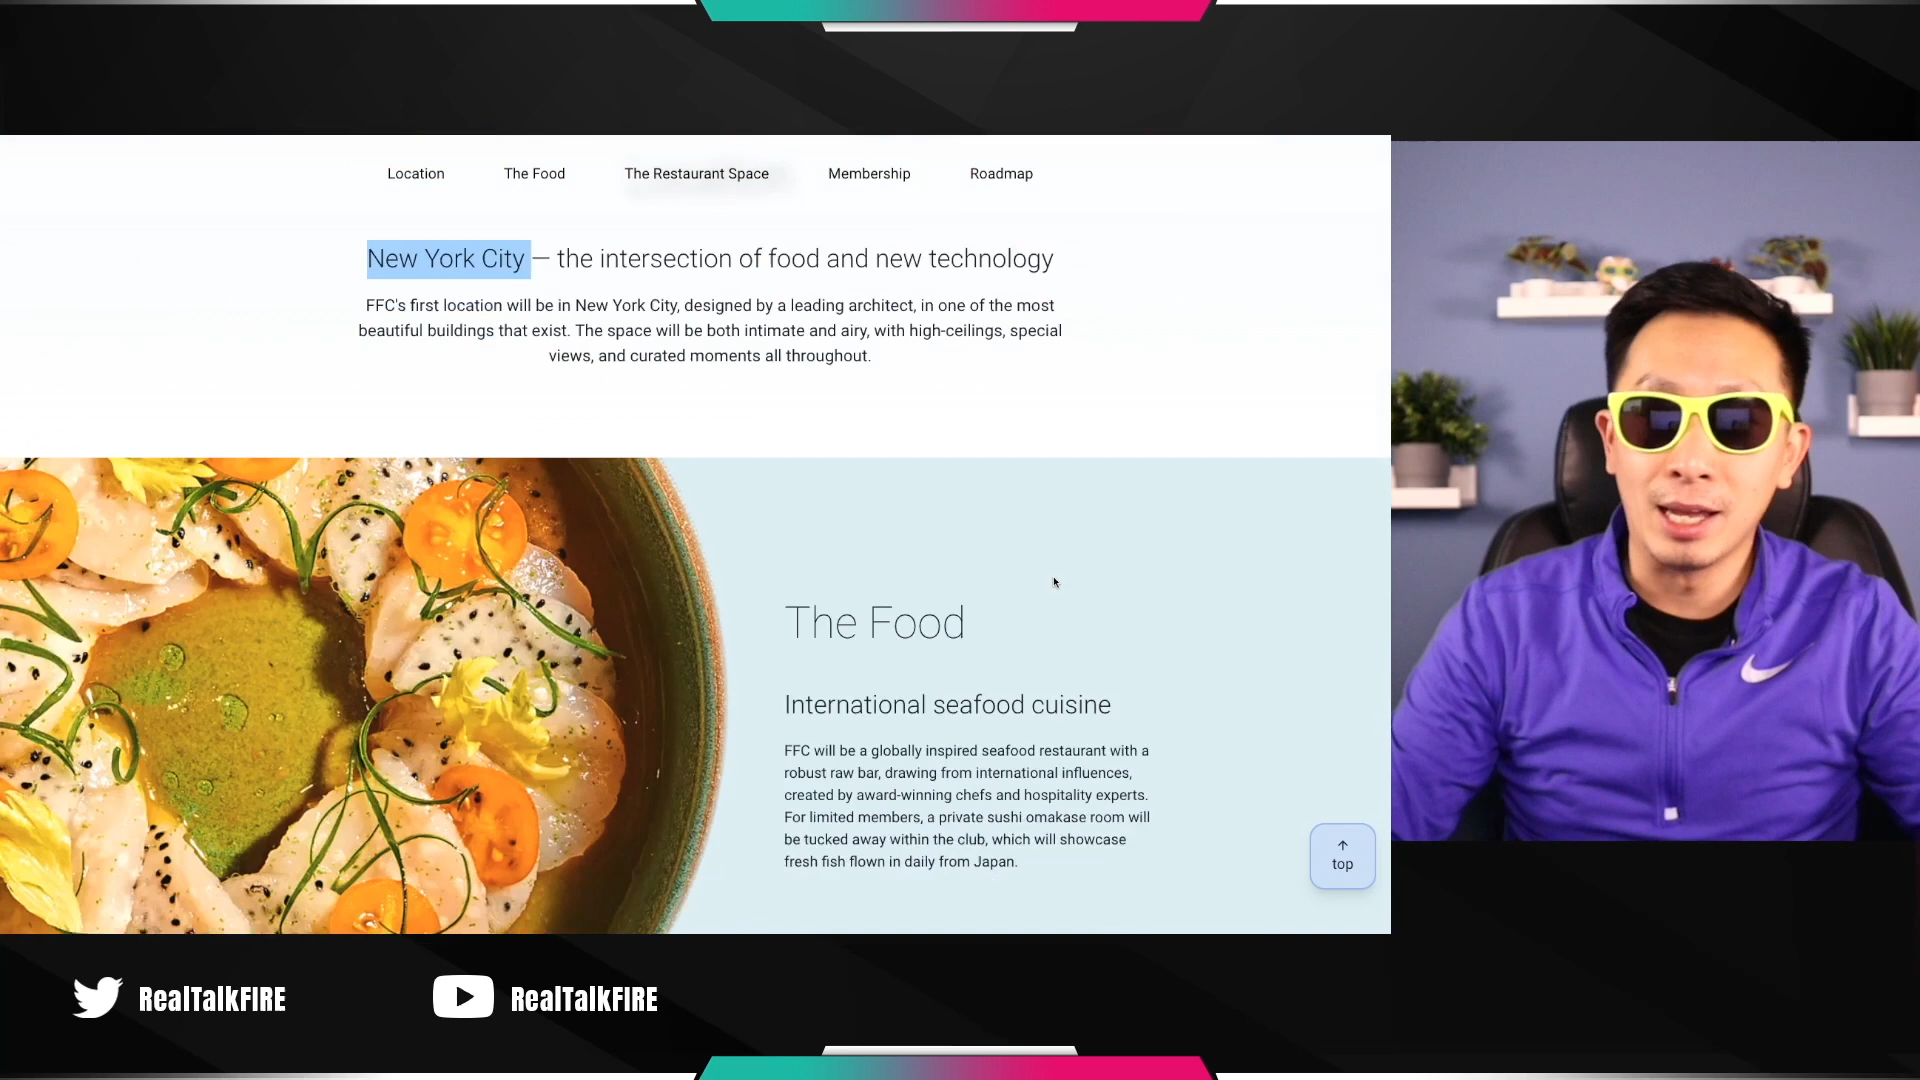 Location The Food The Restaurant Space Membership Roadmap
New York City — the intersection of food and new technology
FFC's first location will be in New York City, designed by a leading architect, in one of the most
beautiful buildings that exist. The space will be both intimate and airy, with high-ceilings, special
views, and curated moments all throughout.
The Food
International seafood cuisine
FFC will be a globally inspired seafood restaurant with a
robust raw bar, drawing from international influences,
created by award-winning chefs and hospitality experts.
For limited members, a private sushi omakase room will
be tucked away within the club, which will showcase
fresh fish flown in daily from Japan.
↑
top
RealTalkFIRE
RealTalkFIRE